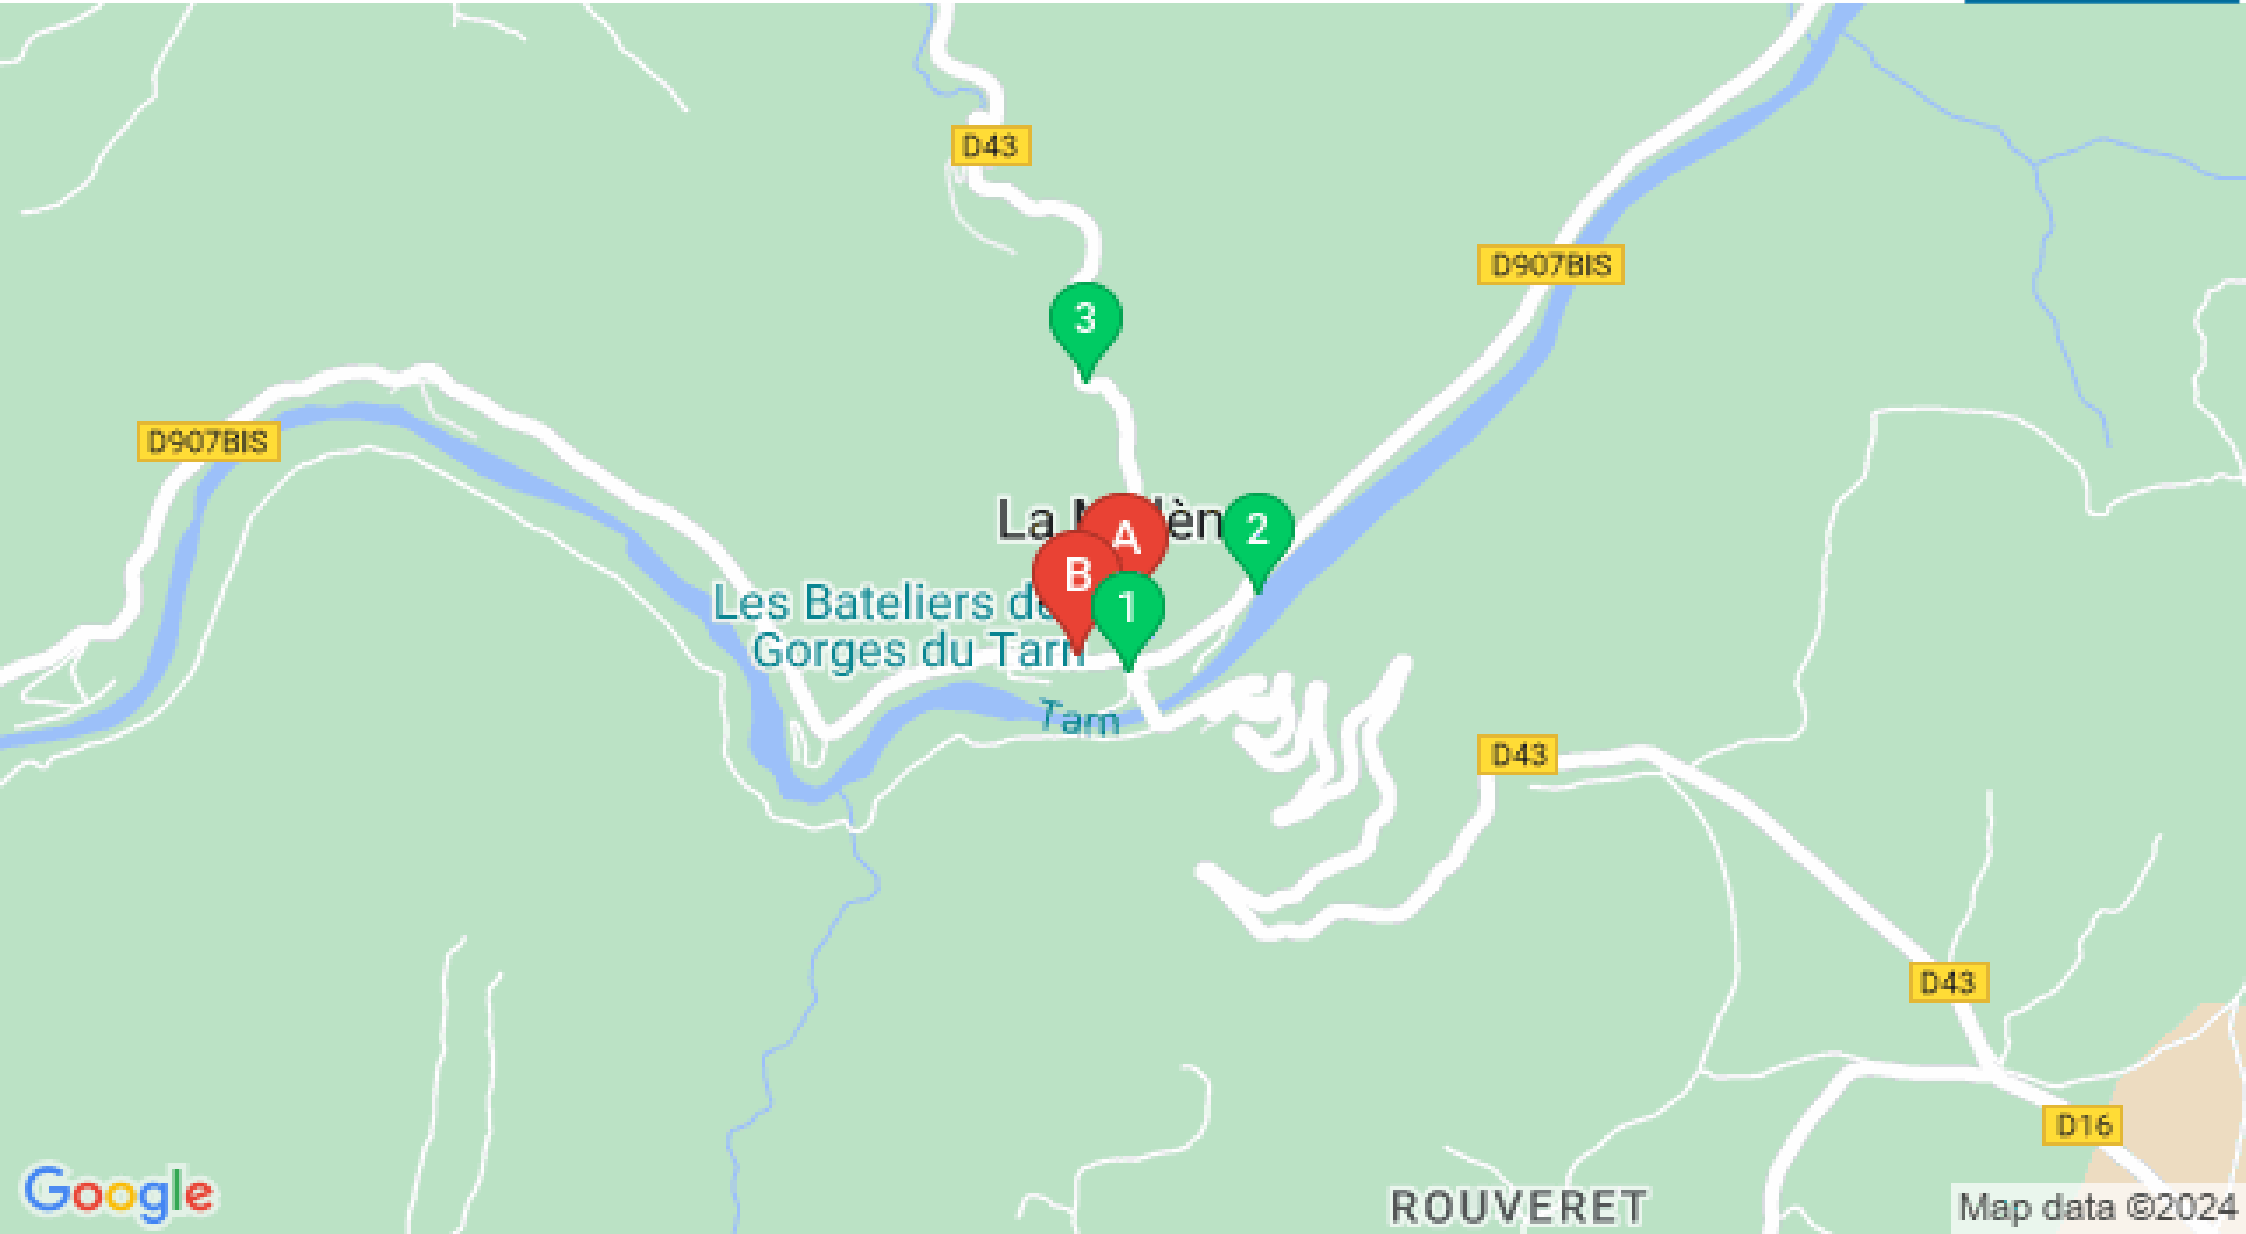 D43
D907BIS
3
D907BIS
La
A
2
B
1
Les Bateliers
Gorges du Tarn
Tarn
D43
D43
D16
Google
ROUVERET
Map data ©2024